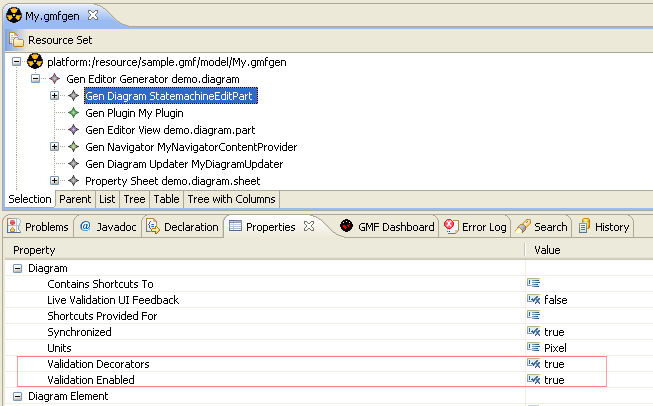 My.gmfgen
Resource Set
platform:/resource/sample.gmf/model/My.gmfgen
Gen Editor Generator demo.diagram
Gen Diagram StatemachineEditPart
Gen Plugin My Plugin
Gen Editor View demo.diagram.part
Gen Navigator MyNavigatorContentProvider
Gen Diagram Updater MyDiagramUpdater
Property Sheet demo.diagram.sheet
Selection Parent List Tree Table Tree with Columns
Problems @ Javadoc Declaration Properties GMF Dashboard Error Log Search History
Property Value
Diagram
Contains Shortcuts To
Live Validation UI Feedback false
Shortcuts Provided For
Synchronized true
Units Pixel
Validation Decorators true
Validation Enabled true
Diagram Element